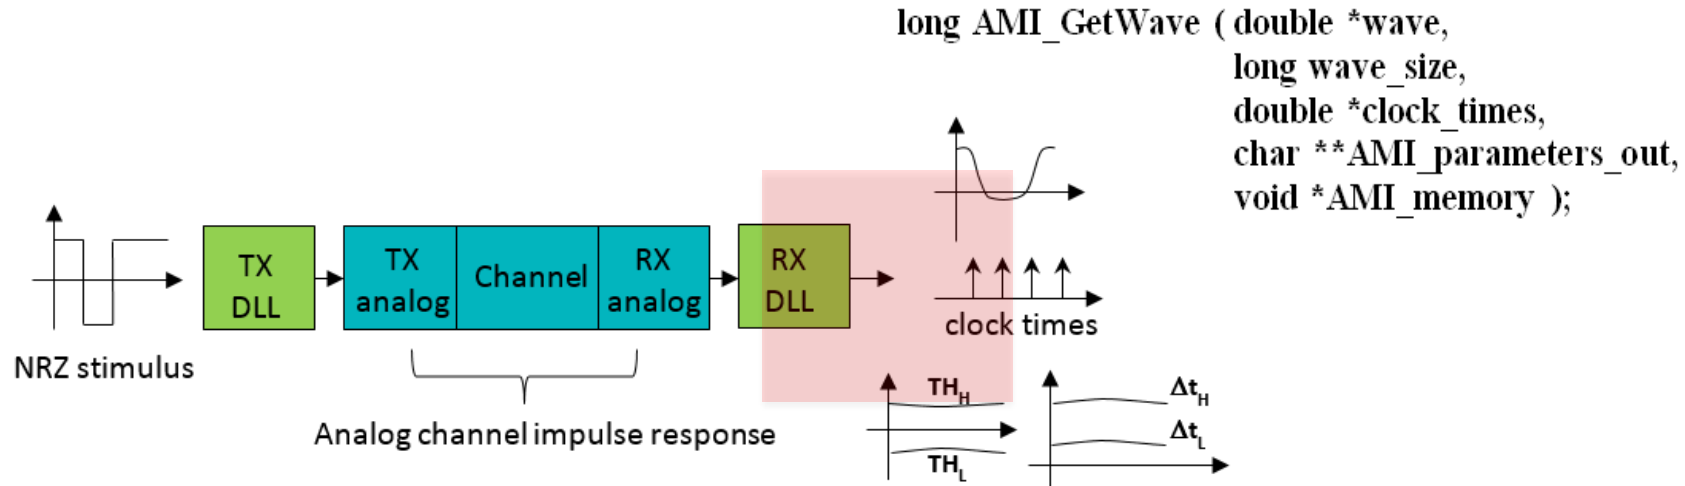 long AMI_GetWave ( double *wave,
long wave_size,
double *clock_times,
char **AMI_parameters_out,
void *AMI_memory );
NRZ stimulus
TX
DLL
TX
analog
Channel
RX
analog
RX
DLL
Analog channel impulse response
clock times
TH_H
TH_L
Δt_H
Δt_L